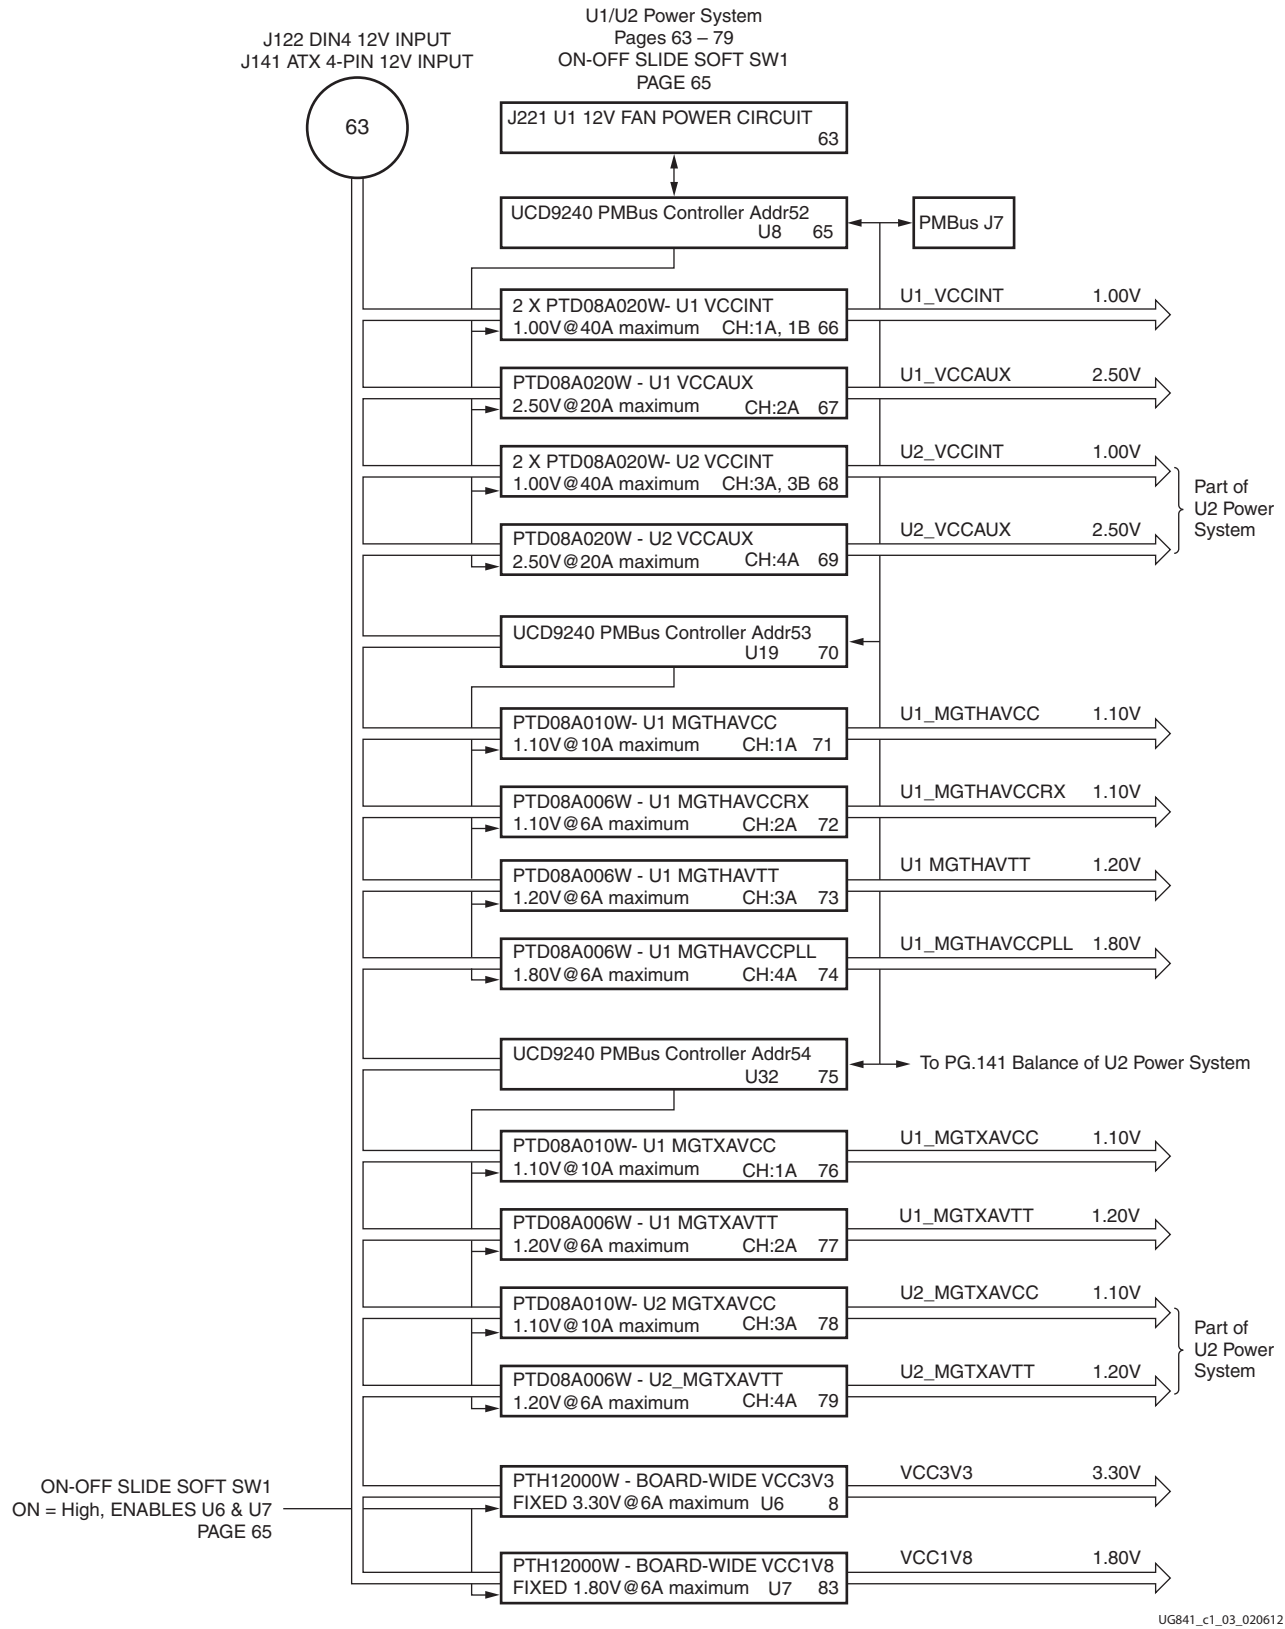 U1/U2 Power System
Pages 63 – 79
ON-OFF SLIDE SOFT SW1
PAGE 65
J122 DIN4 12V INPUT
J141 ATX 4-PIN 12V INPUT
63
J221 U1 12V FAN POWER CIRCUIT
63
UCD9240 PMBus Controller Addr52
U8 65
PMBus J7
2 X PTD08A020W- U1 VCCINT
1.00V@40A maximum CH:1A, 1B 66
U1_VCCINT 1.00V
PTD08A020W - U1 VCCAUX
2.50V@20A maximum CH:2A 67
U1_VCCAUX 2.50V
2 X PTD08A020W- U2 VCCINT
1.00V@40A maximum CH:3A, 3B 68
U2_VCCINT 1.00V
PTD08A020W - U2 VCCAUX
2.50V@20A maximum CH:4A 69
U2_VCCAUX 2.50V
Part of
U2 Power
System
UCD9240 PMBus Controller Addr53
U19 70
PTD08A010W- U1 MGTHAVCC
1.10V@10A maximum CH:1A 71
U1_MGTHAVCC 1.10V
PTD08A006W - U1 MGTHAVCCRX
1.10V@6A maximum CH:2A 72
U1_MGTHAVCCRX 1.10V
PTD08A006W - U1 MGTHAVTT
1.20V@6A maximum CH:3A 73
U1 MGTHAVTT 1.20V
PTD08A006W - U1 MGTHAVCCPLL
1.80V@6A maximum CH:4A 74
U1_MGTHAVCCPLL 1.80V
UCD9240 PMBus Controller Addr54
U32 75
To PG.141 Balance of U2 Power System
PTD08A010W- U1 MGTXAVCC
1.10V@10A maximum CH:1A 76
U1_MGTXAVCC 1.10V
PTD08A006W - U1 MGTXAVTT
1.20V@6A maximum CH:2A 77
U1_MGTXAVTT 1.20V
PTD08A010W- U2 MGTXAVCC
1.10V@10A maximum CH:3A 78
U2_MGTXAVCC 1.10V
PTD08A006W - U2_MGTXAVTT
1.20V@6A maximum CH:4A 79
U2_MGTXAVTT 1.20V
Part of
U2 Power
System
ON-OFF SLIDE SOFT SW1
ON = High, ENABLES U6 & U7
PAGE 65
PTH12000W - BOARD-WIDE VCC3V3
FIXED 3.30V@6A maximum U6 8
VCC3V3 3.30V
PTH12000W - BOARD-WIDE VCC1V8
FIXED 1.80V@6A maximum U7 83
VCC1V8 1.80V
UG841_c1_03_020612